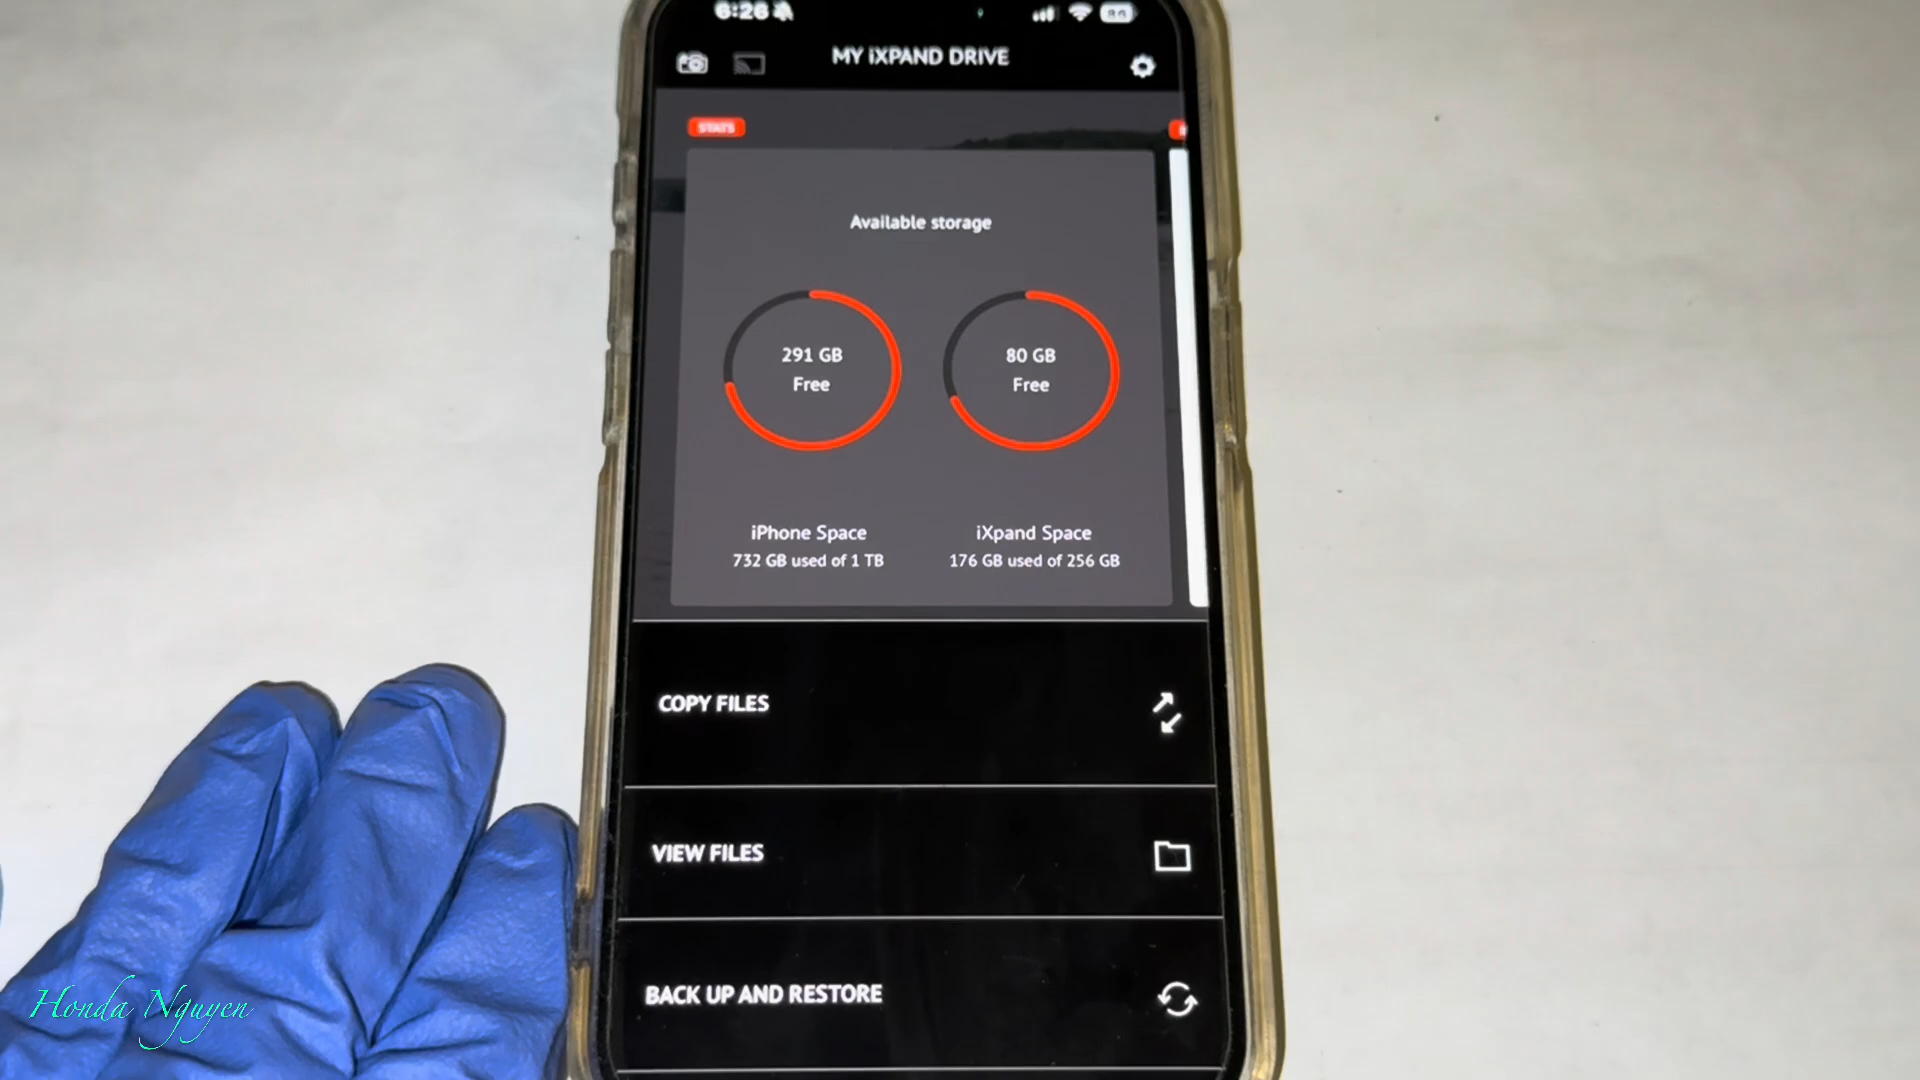 6:26
MY iXPAND DRIVE
STATS
Available storage
291 GB
Free
80 GB
Free
iPhone Space
732 GB used of 1 TB
iXpand Space
176 GB used of 256 GB
COPY FILES
VIEW FILES
BACK UP AND RESTORE
Honda Nguyen